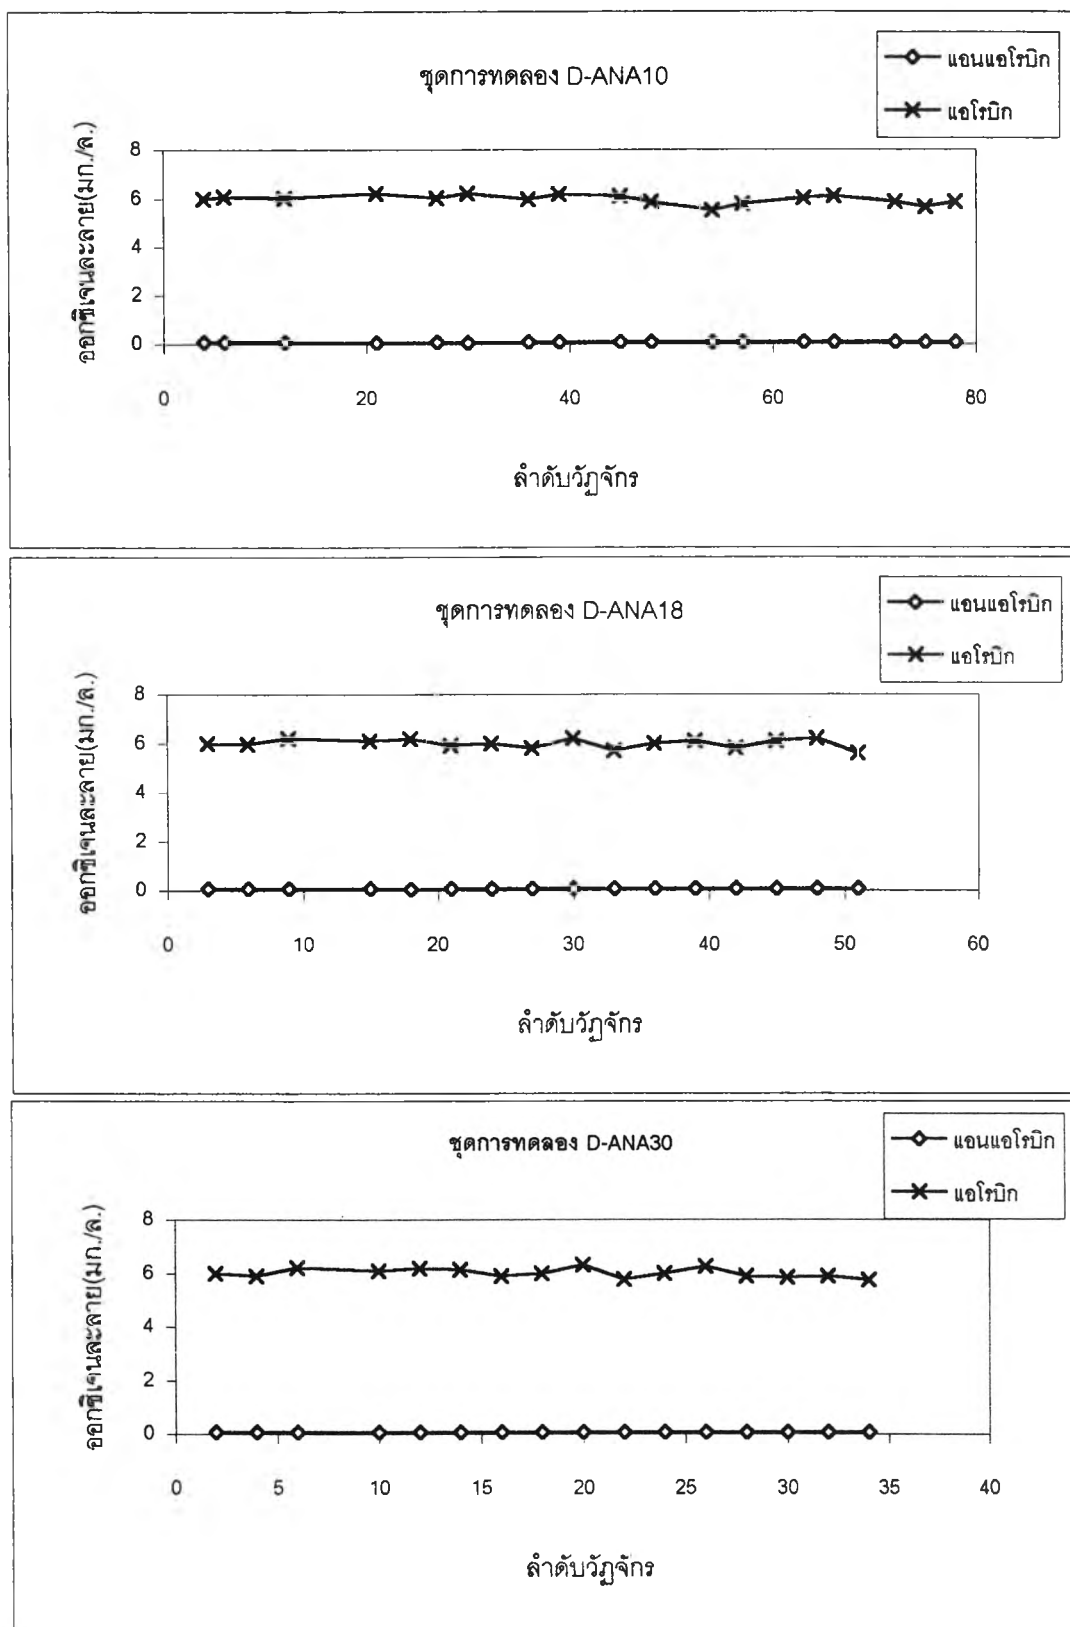 ชุดการทดลอง D-ANA10
แอนแอโรบิก
แอโรบิก
ออกซิเจนละลาย(มก./ล.)
8
6
4
2
0
0 20 40 60 80
ลำดับวัฏจักร
ชุดการทดลอง D-ANA18
แอนแอโรบิก
แอโรบิก
ออกซิเจนละลาย(มก./ล.)
8
6
4
2
0
0 10 20 30 40 50 60
ลำดับวัฏจักร
ชุดการทดลอง D-ANA30
แอนแอโรบิก
แอโรบิก
ออกซิเจนละลาย(มก./ล.)
8
6
4
2
0
0 5 10 15 20 25 30 35 40
ลำดับวัฏจักร